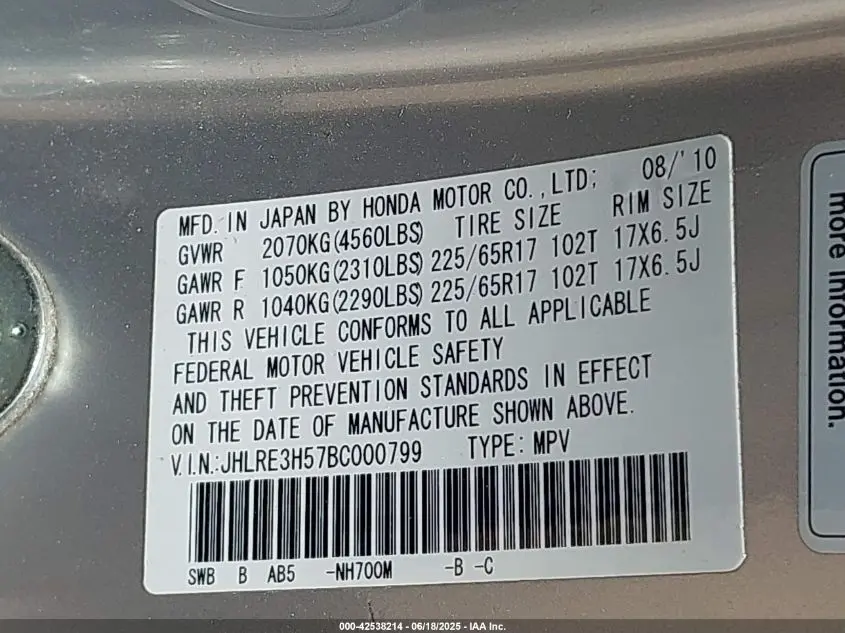 MFD. IN JAPAN BY HONDA MOTOR CO.,LTD; 08/'10
GVWR 2070KG(4560LBS) TIRE SIZE RIM SIZE
GAWR F 1050KG(2310LBS) 225/65R17 102T 17X6.5J
GAWR R 1040KG(2290LBS) 225/65R17 102T 17X6.5J
THIS VEHICLE CONFORMS TO ALL APPLICABLE
FEDERAL MOTOR VEHICLE SAFETY
AND THEFT PREVENTION STANDARDS IN EFFECT
ON THE DATE OF MANUFACTURE SHOWN ABOVE.
V.I.N.:JHLRE3H57BC000799 TYPE: MPV
SWB B AB5 -NH700M -B -C
more information.
000-42538214 - 06/18/2025 - IAA Inc.